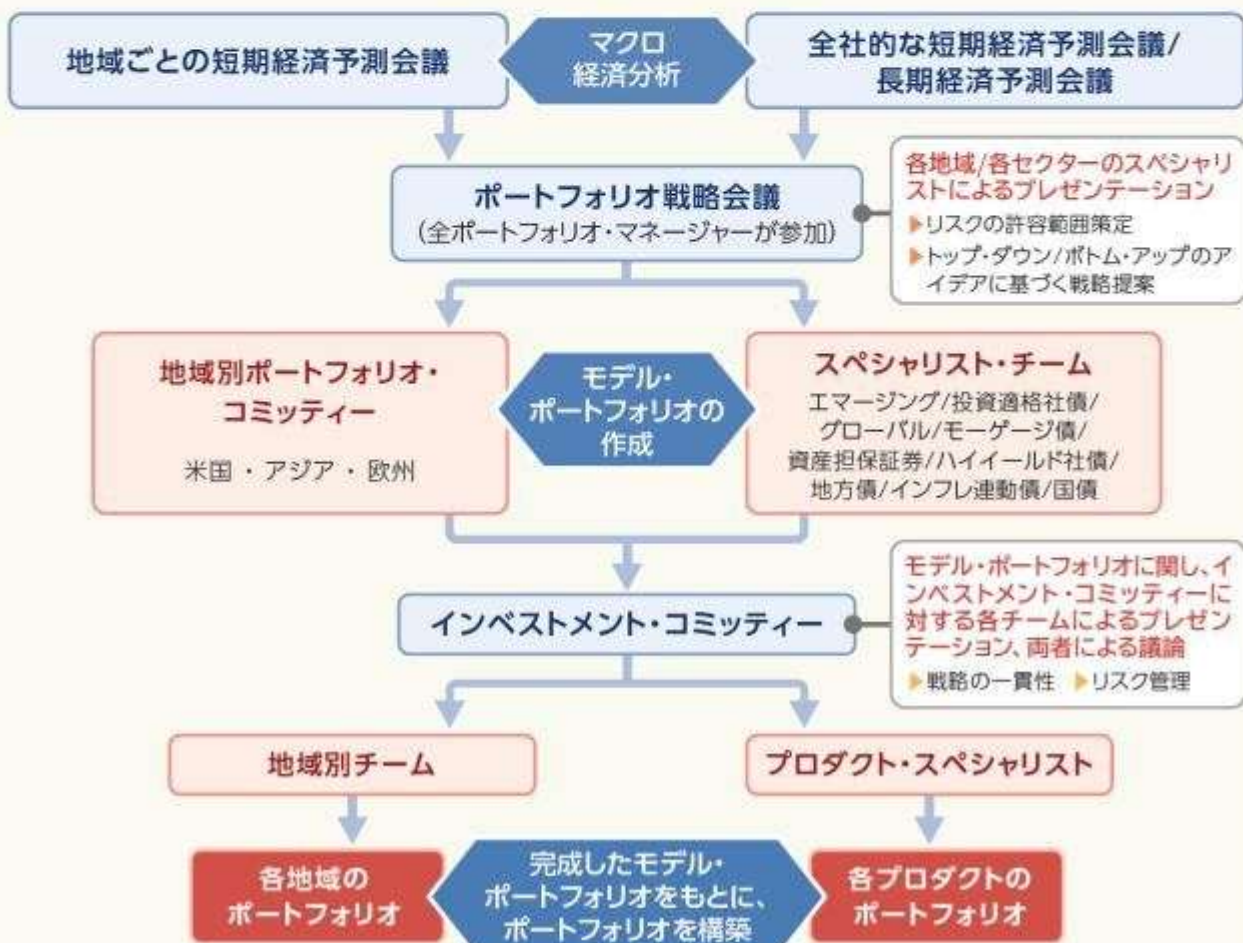 地域ごとの短期経済予測会議
マクロ
経済分析
全社的な短期経済予測会議/
長期経済予測会議
ポートフォリオ戦略会議
(全ポートフォリオ・マネージャーが参加)
各地域/各セクターのスペシャリ
ストによるプレゼンテーション
▶リスクの許容範囲策定
▶トップ・ダウン/ボトム・アップのア
イデアに基づく戦略提案
地域別ポートフォリオ・
コミッティー
米国 ・ アジア ・ 欧州
モデル・
ポートフォリオの
作成
スペシャリスト・チーム
エマージング/投資適格社債/
グローバル/モーゲージ債/
資産担保証券/ハイイールド社債/
地方債/インフレ連動債/国債
インベストメント・コミッティー
モデル・ポートフォリオに関し、イ
ンベストメント・コミッティーに
対する各チームによるプレゼン
テーション、両者による議論
▶戦略の一貫性 ▶リスク管理
地域別チーム
プロダクト・スペシャリスト
各地域の
ポートフォリオ
完成したモデル・
ポートフォリオをもとに、
ポートフォリオを構築
各プロダクトの
ポートフォリオ